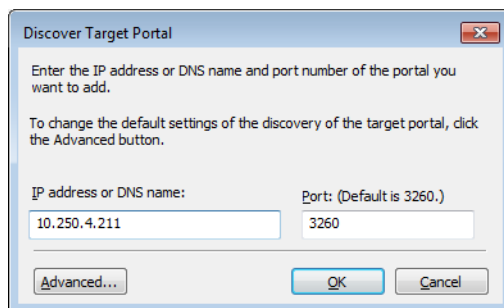 Discover Target Portal
Enter the IP address or DNS name and port number of the portal you
want to add.
To change the default settings of the discovery of the target portal, click
the Advanced button.
IP address or DNS name:
Port: (Default is 3260.)
10.250.4.211
3260
Advanced...
OK
Cancel